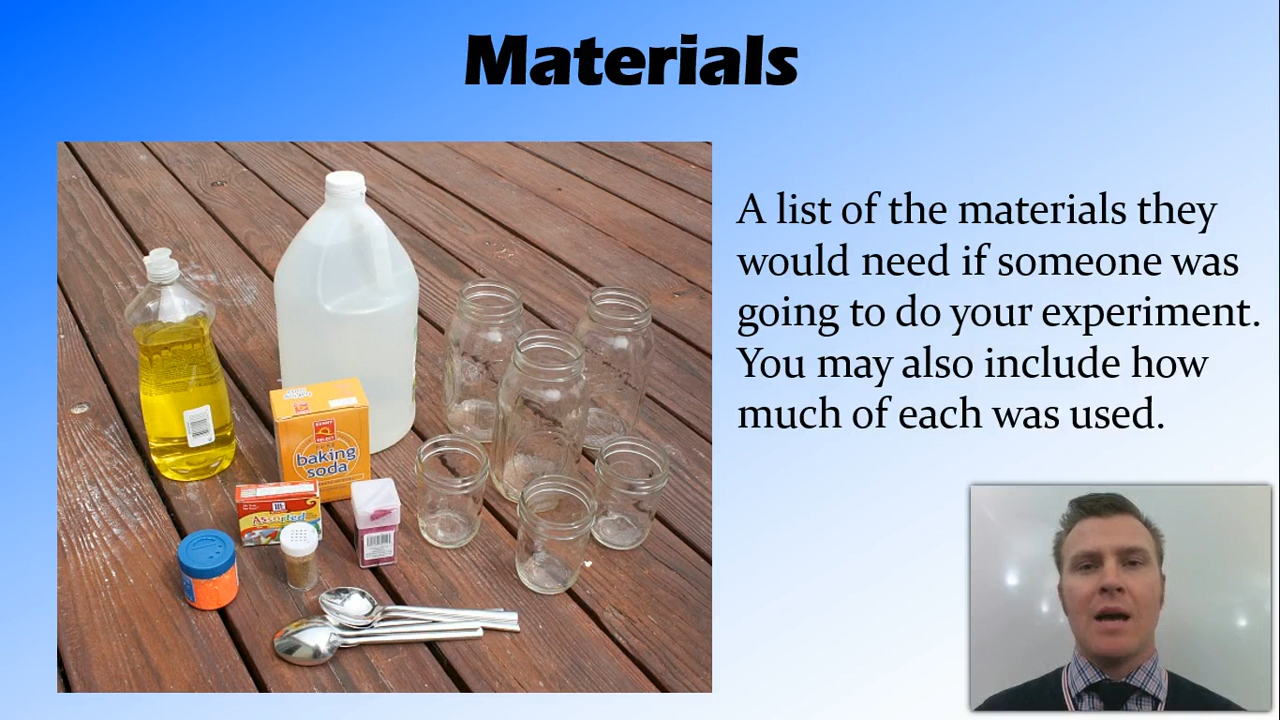 Materials
A list of the materials they
would need if someone was
going to do your experiment.
You may also include how
much of each was used.
baking
soda
Assorted